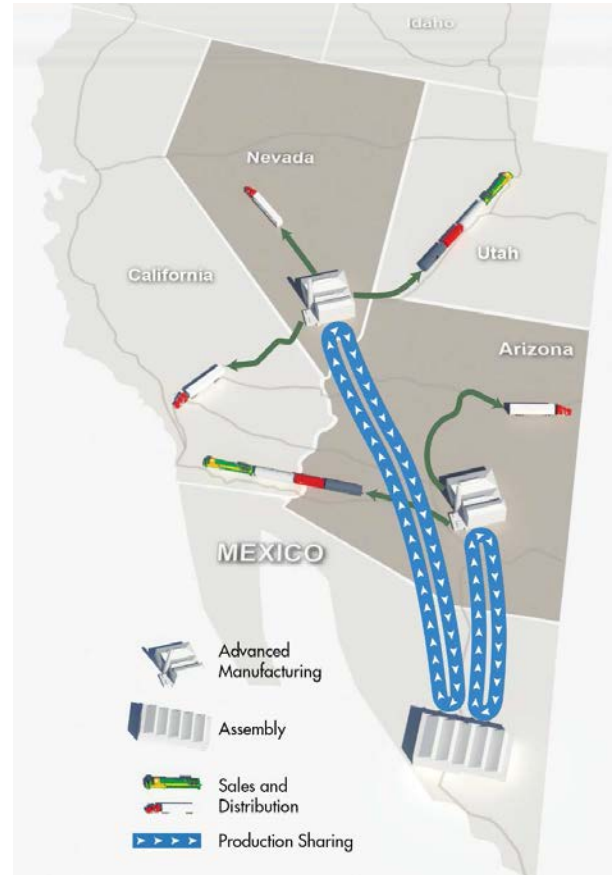 Idaho
Nevada
Utah
California
Arizona
MEXICO
Advanced
Manufacturing
Assembly
Sales and
Distribution
Production Sharing